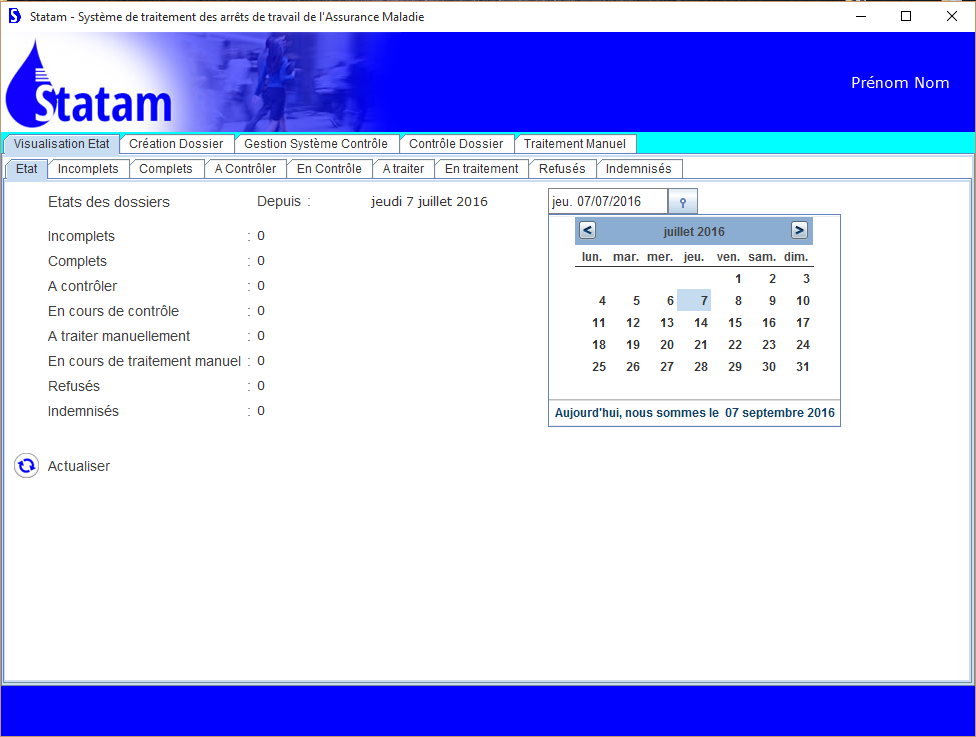 Statam - Système de traitement des arrêts de travail de l'Assurance Maladie
Statam
Prénom Nom
Visualisation Etat Création Dossier Gestion Système Contrôle Contrôle Dossier Traitement Manuel
Etat Incomplets Complets A Contrôler En Contrôle A traiter En traitement Refusés Indemnisés
Etats des dossiers Depuis : jeudi 7 juillet 2016 jeu. 07/07/2016
Incomplets : 0
Complets : 0
A contrôler : 0
En cours de contrôle : 0
A traiter manuellement : 0
En cours de traitement manuel : 0
Refusés : 0
Indemnisés : 0
< juillet 2016 >
lun. mar. mer. jeu. ven. sam. dim.
1 2 3
4 5 6 7 8 9 10
11 12 13 14 15 16 17
18 19 20 21 22 23 24
25 26 27 28 29 30 31
Aujourd'hui, nous sommes le 07 septembre 2016
Actualiser